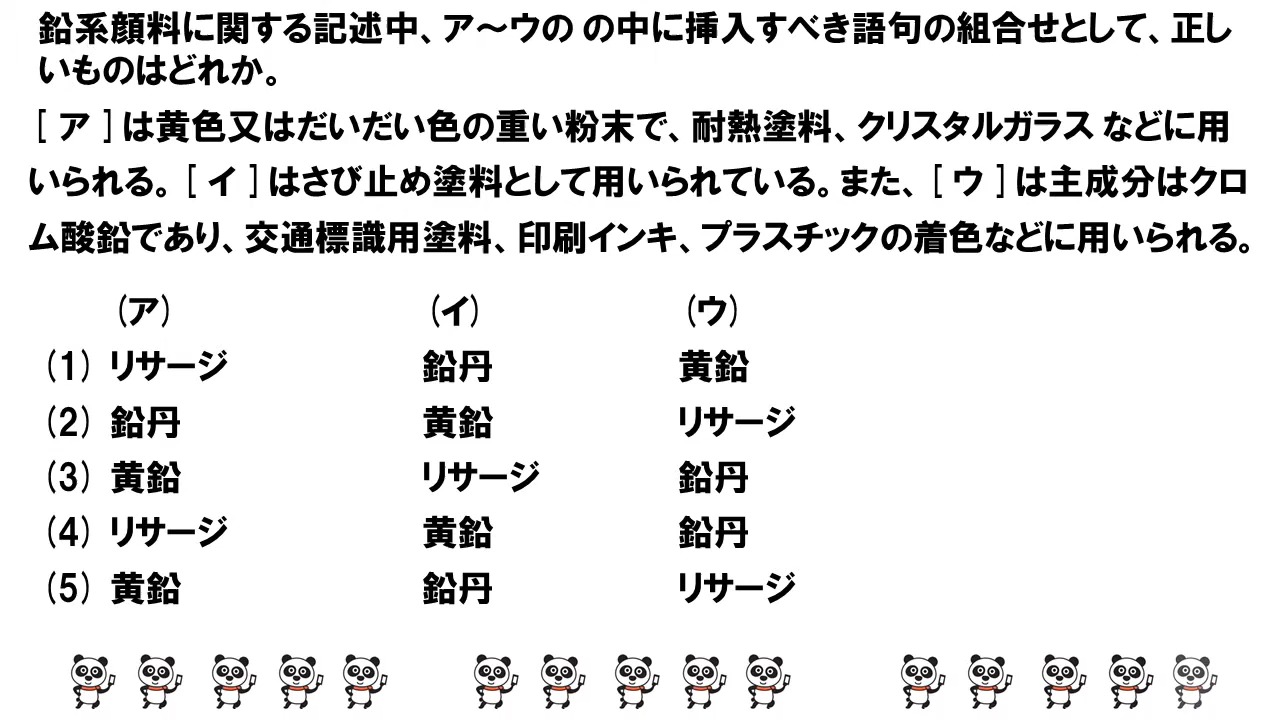 鉛系顔料に関する記述中、ア～ウの の中に挿入すべき語句の組合せとして、正し
いものはどれか。
[ ア ]は黄色又はだいだい色の重い粉末で、耐熱塗料、クリスタルガラス などに用
いられる。[ イ ]はさび止め塗料として用いられている。また、[ ウ ]は主成分はクロ
ム酸鉛であり、交通標識用塗料、印刷インキ、プラスチックの着色などに用いられる。
(ア) (イ) (ウ)
(1) リサージ 鉛丹 黄鉛
(2) 鉛丹 黄鉛 リサージ
(3) 黄鉛 リサージ 鉛丹
(4) リサージ 黄鉛 鉛丹
(5) 黄鉛 鉛丹 リサージ